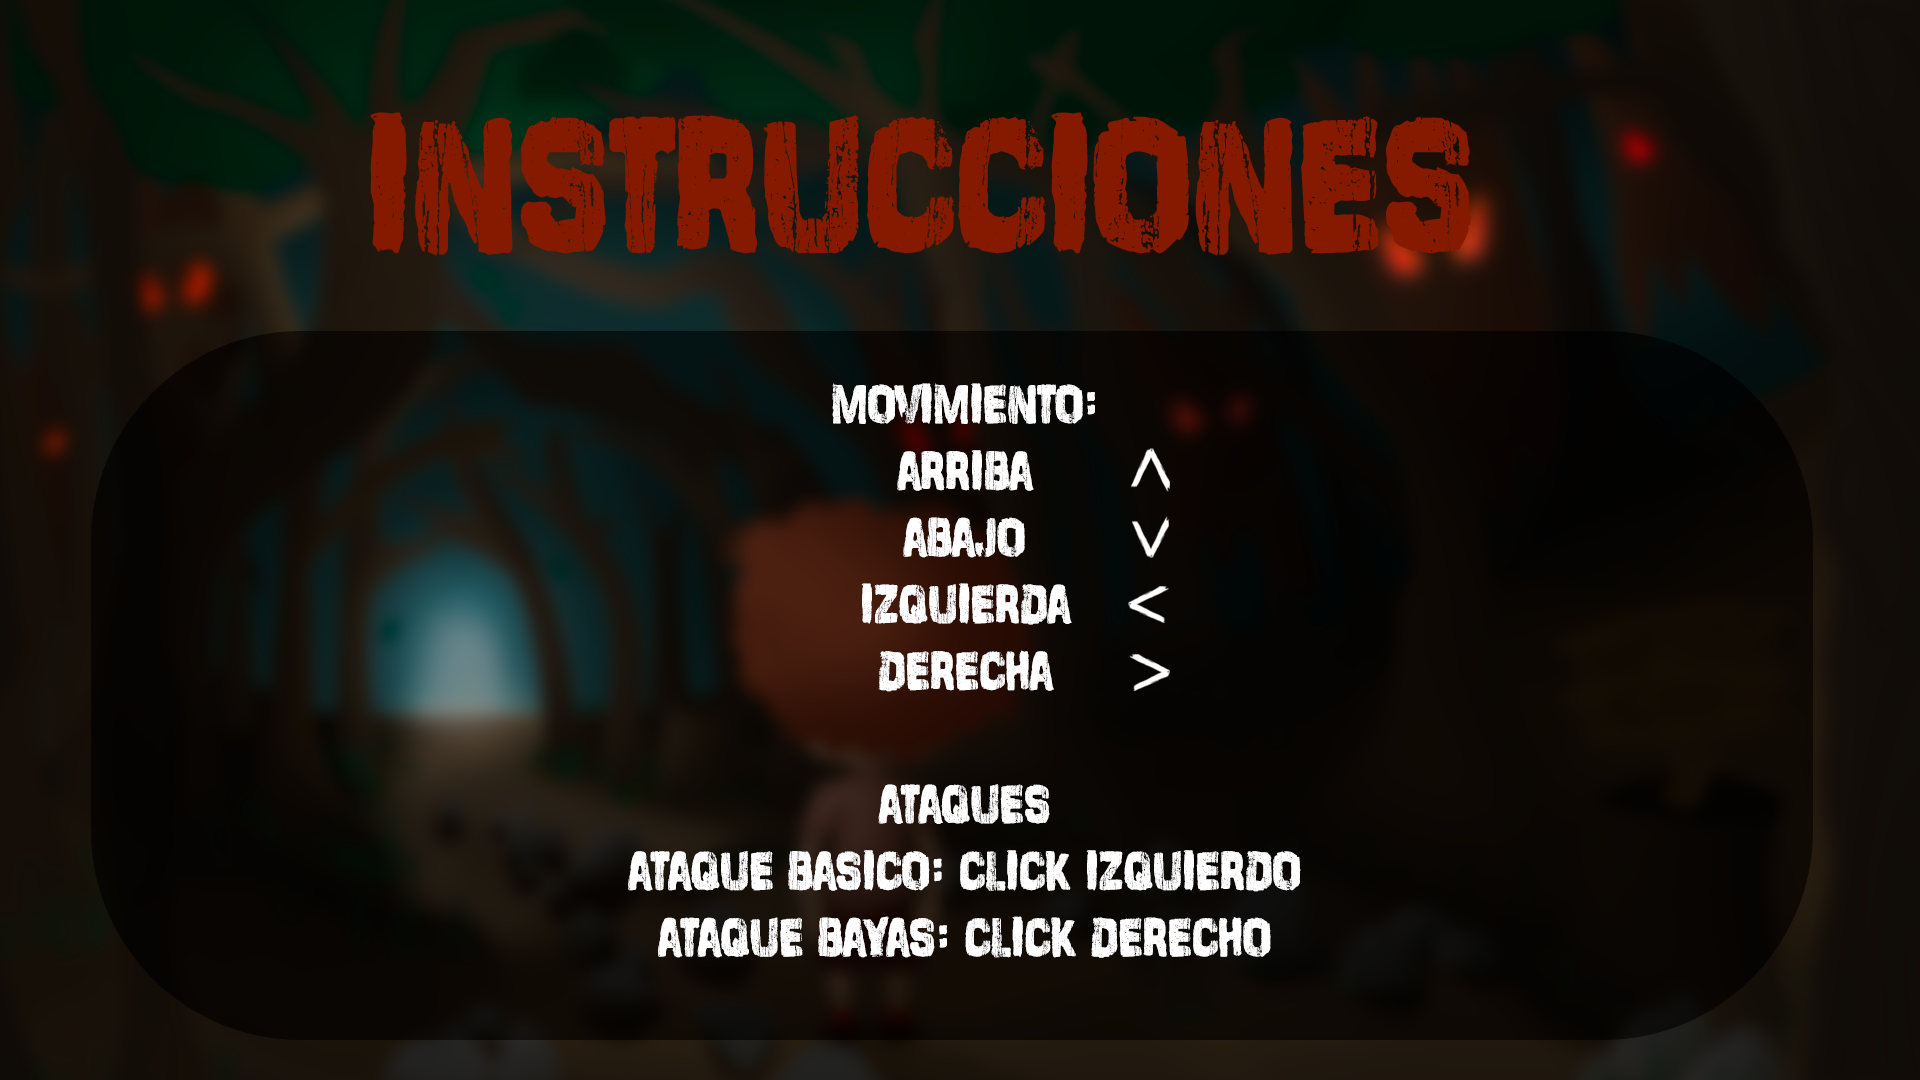 INSTRUCCIONES
MOVIMIENTO:
ARRIBA ^
ABAJO V
IZQUIERDA <
DERECHA >
ATAQUES
ATAQUE BASICO: CLICK IZQUIERDO
ATAQUE BAYAS: CLICK DERECHO